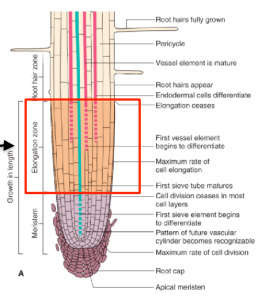 Root hairs fully grown
Pericycle
Vessel element is mature
Root hairs appear
Endodermal cells differentiate
Elongation ceases
First vessel element
begins to differentiate
Maximum rate of
cell elongation
First sieve tube matures
Cell division ceases in most
cell layers
First sieve element begins
to differentiate
Pattern of future vascular
cylinder becomes recognizable
Maximum rate of cell division
Root cap
Apical meristem
Root hair zone
Elongation zone
Growth in length
Meristem
A